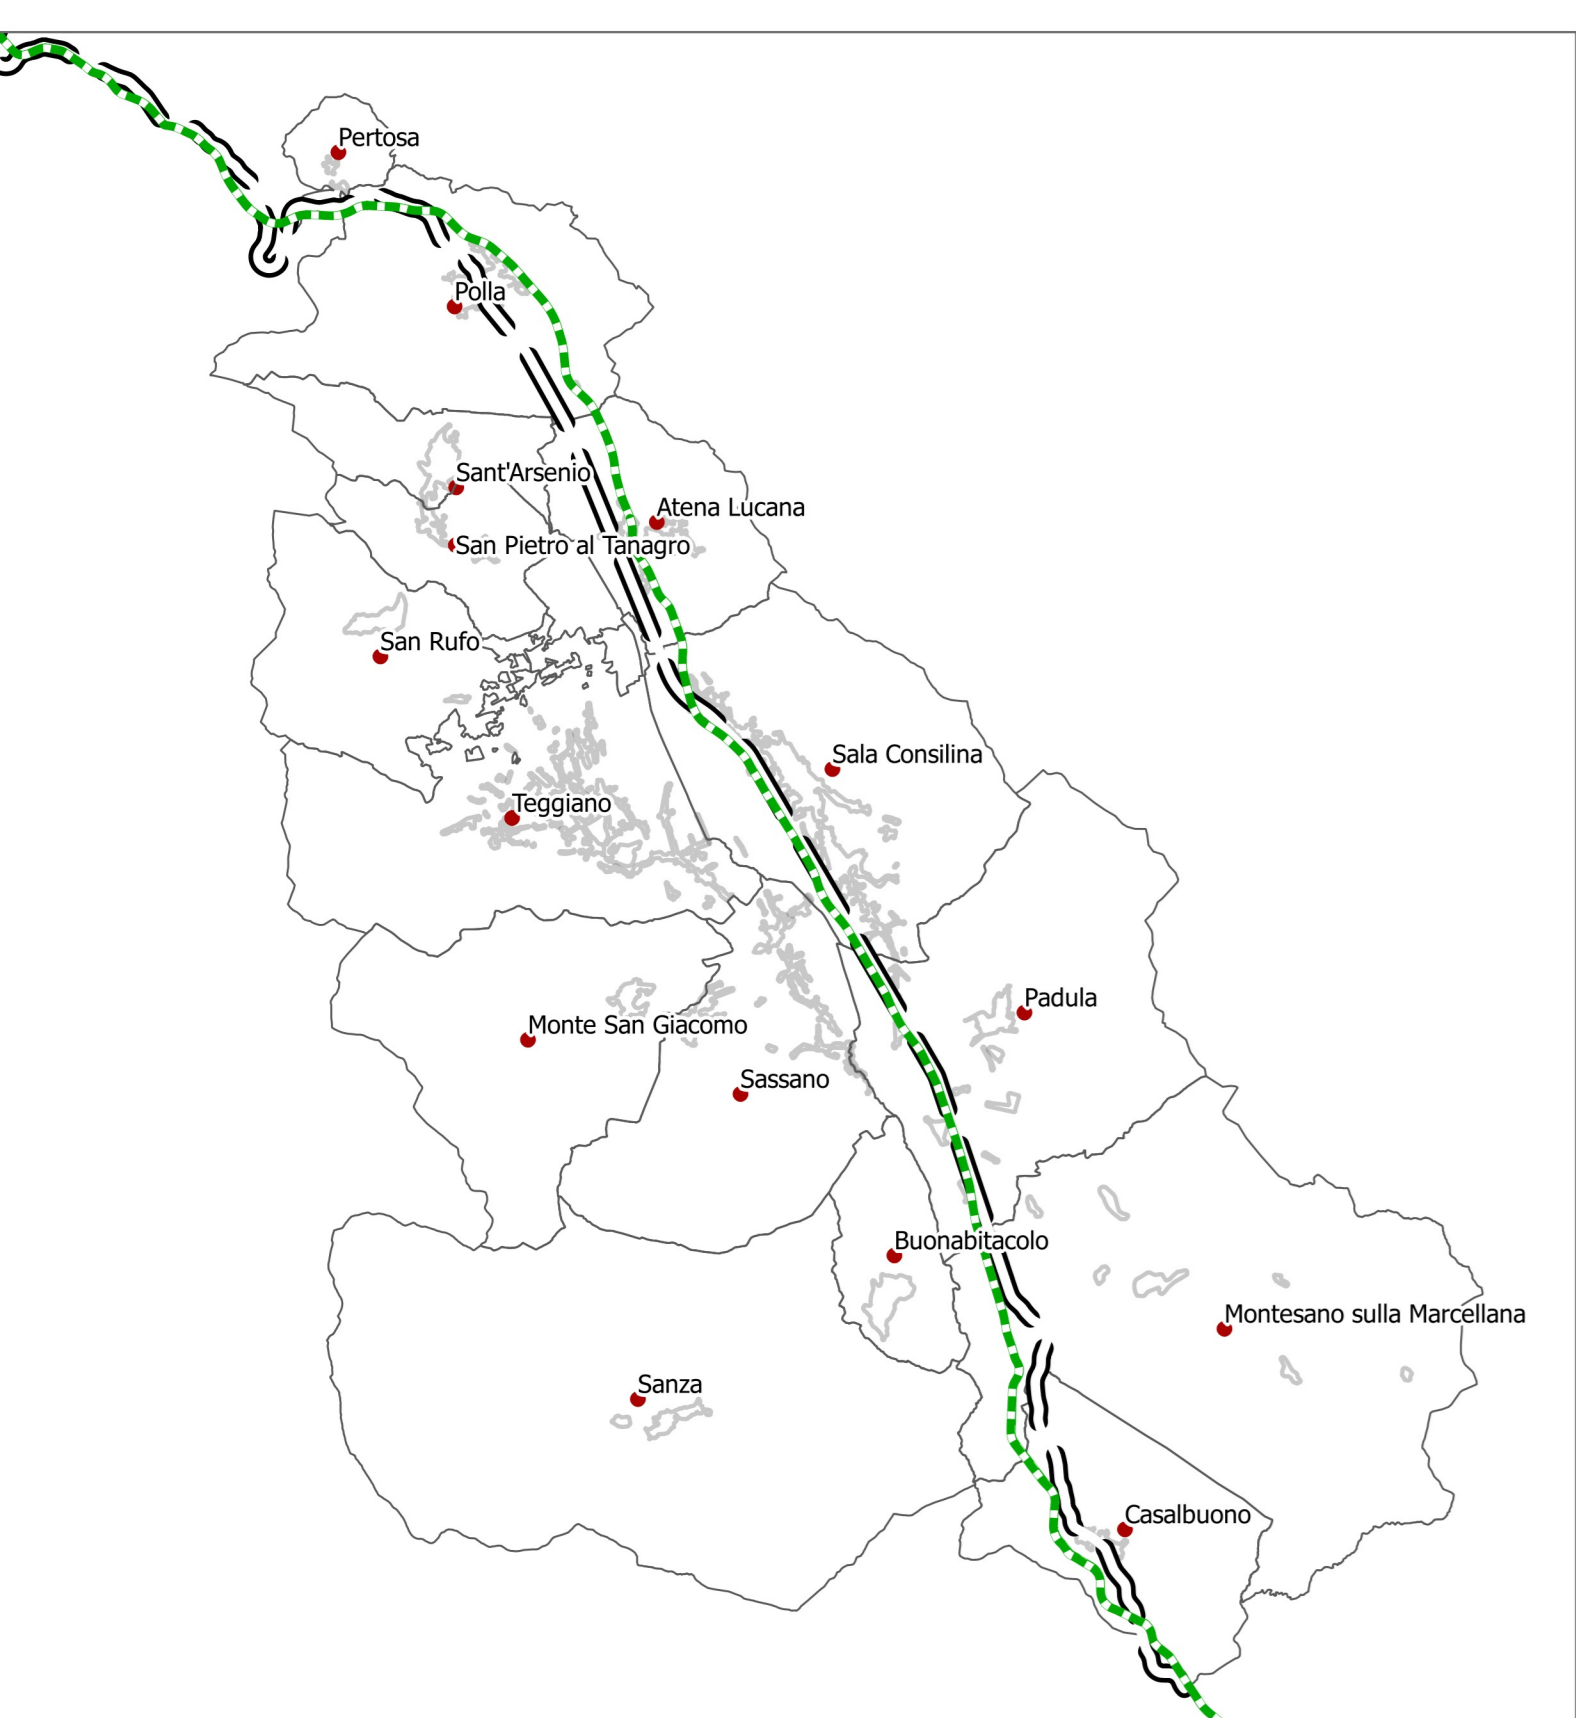 Pertosa
Polla
Sant'Arsenio
Atena Lucana
San Pietro al Tanagro
San Rufo
Sala Consilina
Teggiano
Padula
Monte San Giacomo
Sassano
Buonabitacolo
Montesano sulla Marcellana
Sanza
Casalbuono